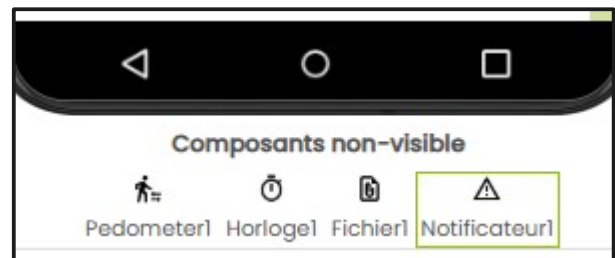 Composants non-visible
Pedometer1 Horloge1 Fichier1 Notificateur1